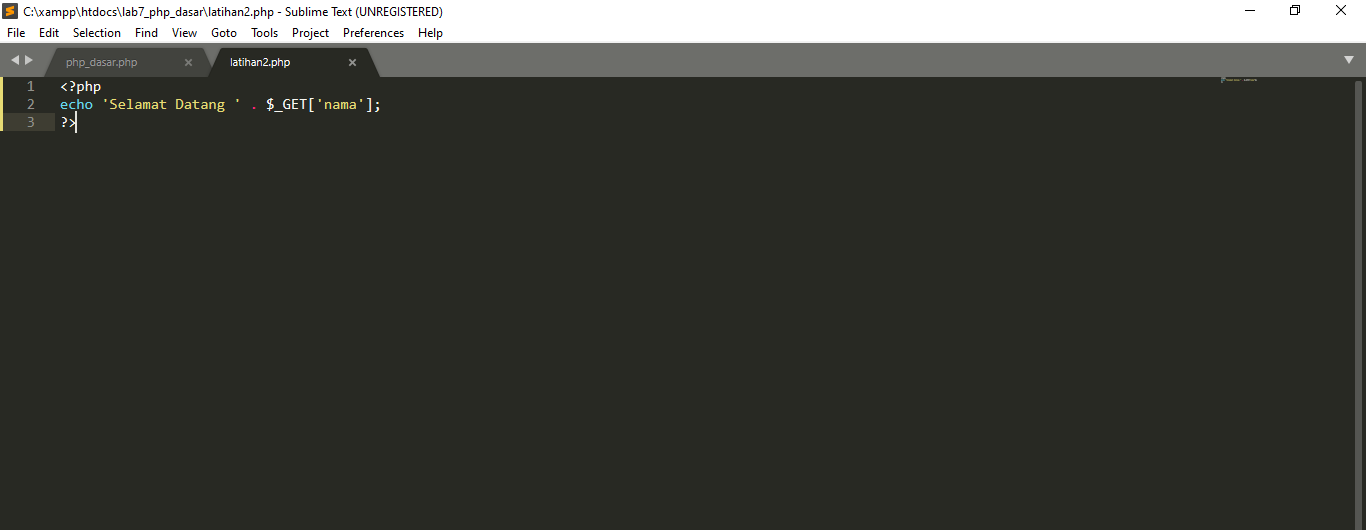 C:\xampp\htdocs\lab7_php_dasar\latihan2.php - Sublime Text (UNREGISTERED)
File Edit Selection Find View Goto Tools Project Preferences Help
php_dasar.php latihan2.php
1 <?php
2 echo 'Selamat Datang ' . $_GET['nama'];
3 ?>